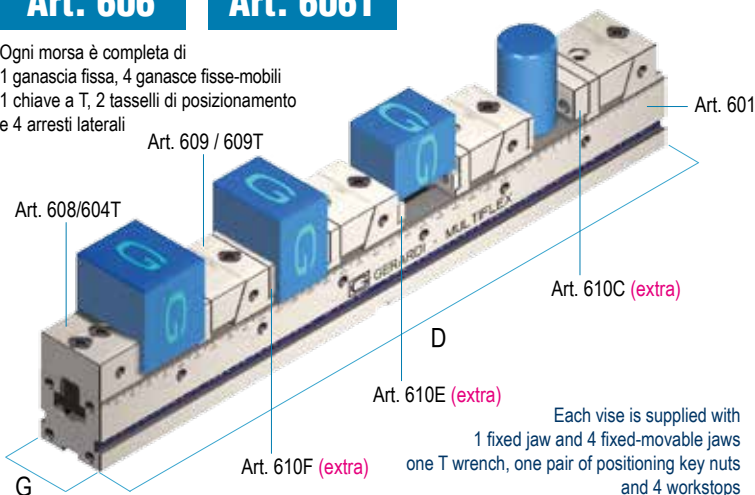 Art. 606
Art. 606T
Ogni morsa è completa di
1 ganascia fissa, 4 ganasce fisse-mobili
1 chiave a T, 2 tasselli di posizionamento
e 4 arresti laterali
Art. 609 / 609T
Art. 601
Art. 608/604T
G
G
G
G
G
G
GERARDI - MULTIFLEX
Art. 610C (extra)
D
Art. 610E (extra)
Each vise is supplied with
1 fixed jaw and 4 fixed-movable jaws
one T wrench, one pair of positioning key nuts
and 4 workstops
Art. 610F (extra)
G